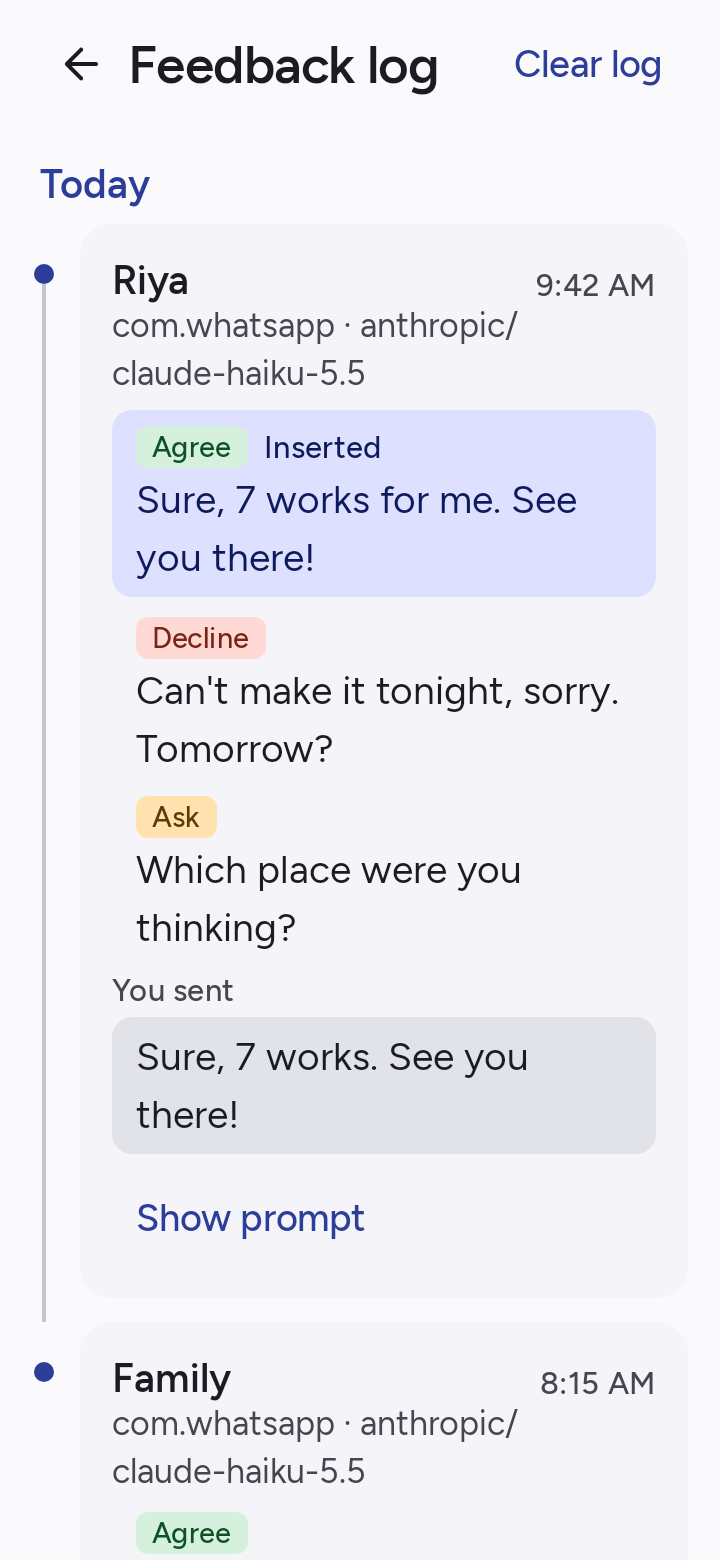 Feedback log
Clear log
Today
Riya
9:42 AM
com.whatsapp · anthropic/
claude-haiku-5.5
Agree
Inserted
Sure, 7 works for me. See
you there!
Decline
Can't make it tonight, sorry.
Tomorrow?
Ask
Which place were you
thinking?
You sent
Sure, 7 works. See you
there!
Show prompt
Family
8:15 AM
com.whatsapp · anthropic/
claude-haiku-5.5
Agree